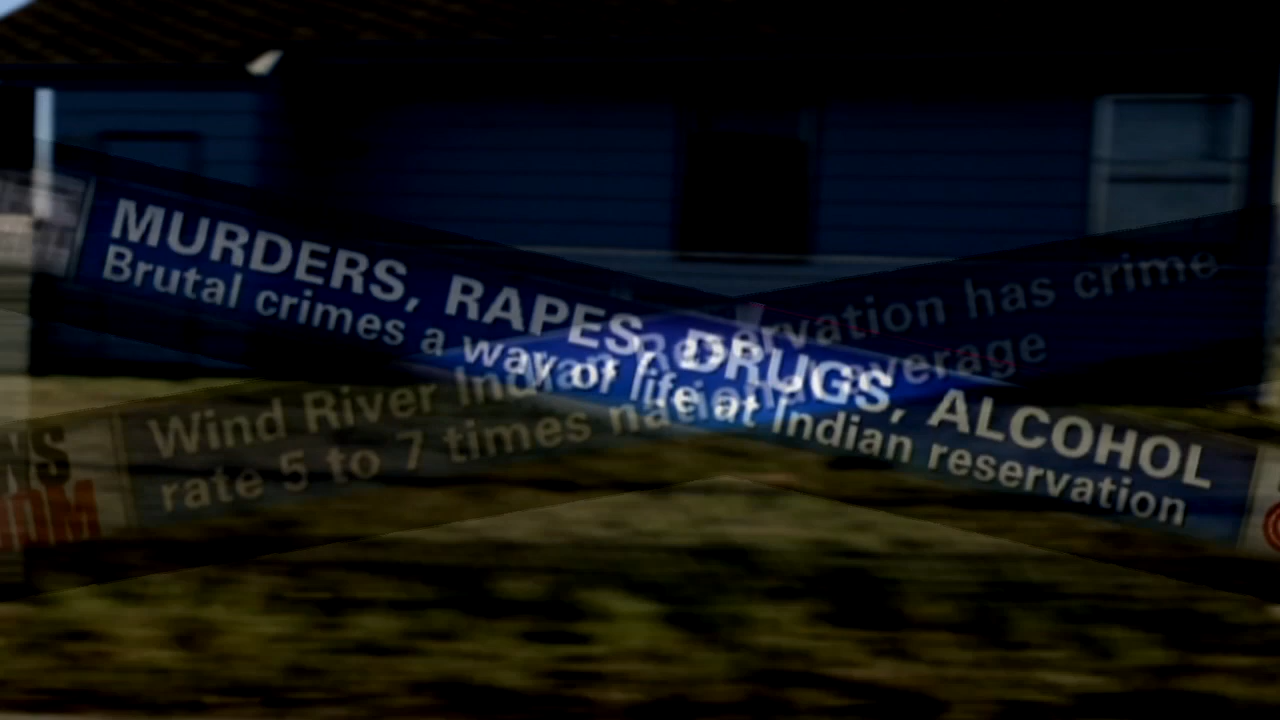 MURDERS, RAPES, DRUGS, ALCOHOL
Brutal crimes a way of life at Indian reservation
Wind River Indian Reservation has crime
rate 5 to 7 times national average